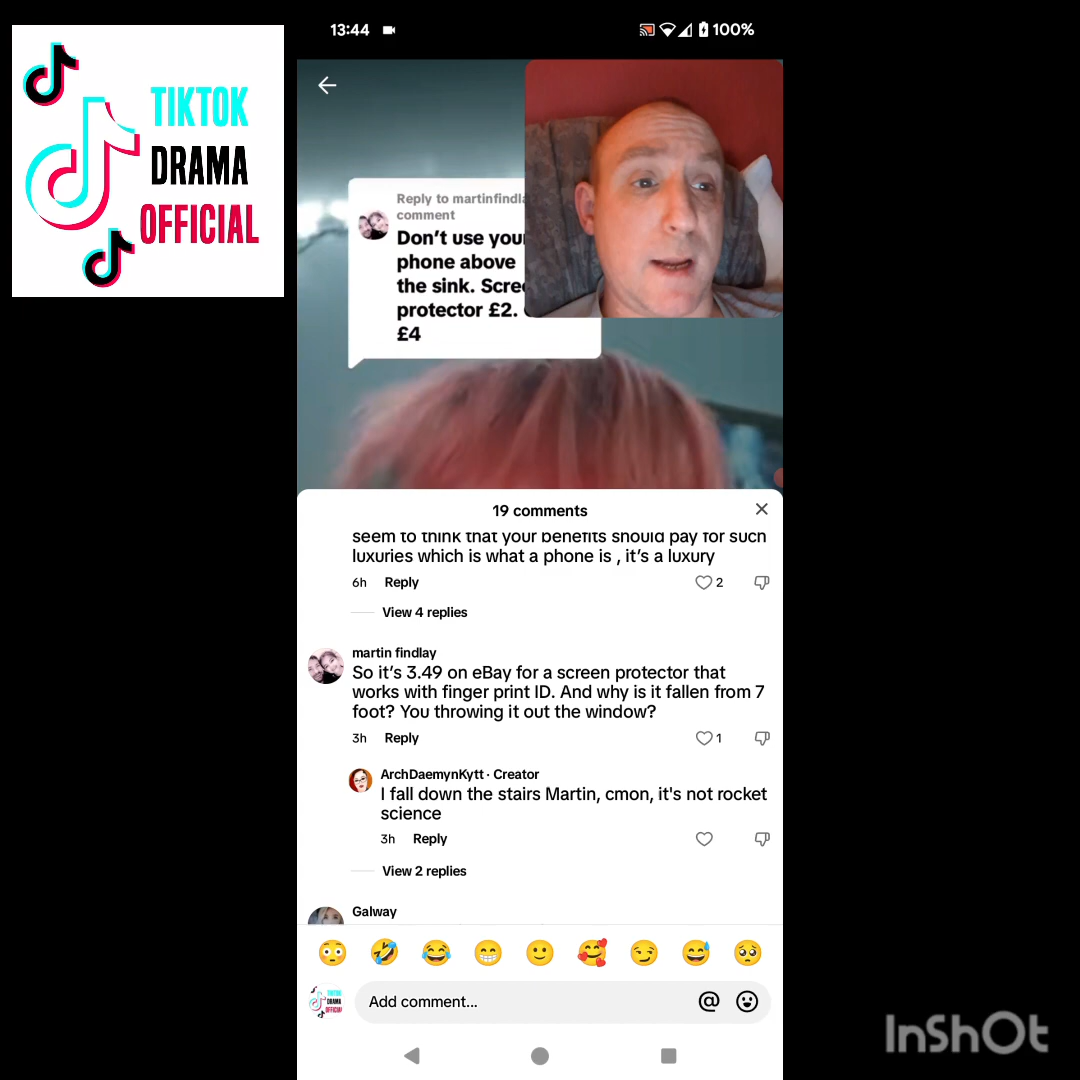 13:44
100%
TIKTOK
DRAMA
OFFICIAL
Reply to martinfindla
comment
Don't use your
phone above
the sink. Scree
protector £2.
£4
19 comments
seem to think that your benefits should pay for such
luxuries which is what a phone is , it's a luxury
6h Reply 2
View 4 replies
martin findlay
So it's 3.49 on eBay for a screen protector that
works with finger print ID. And why is it fallen from 7
foot? You throwing it out the window?
3h Reply 1
ArchDaemynKytt · Creator
I fall down the stairs Martin, cmon, it's not rocket
science
3h Reply
View 2 replies
Galway
Add comment...
InShOt